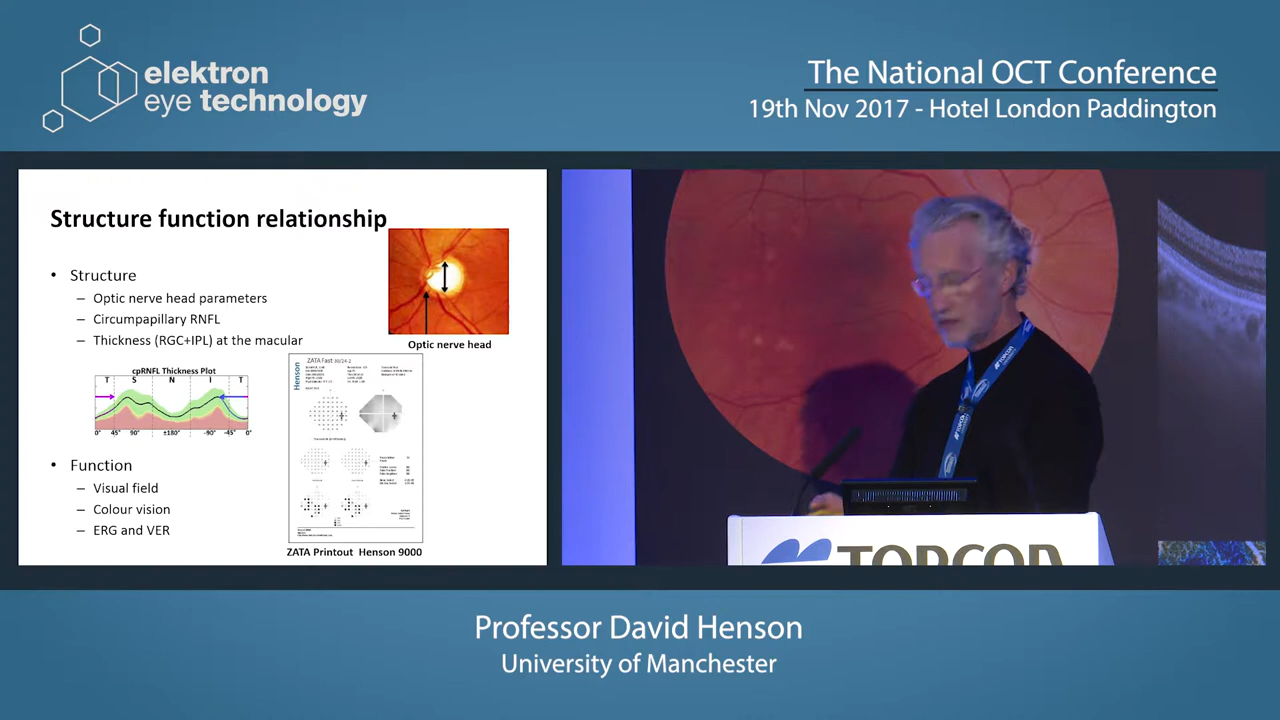 elektron
eye technology
The National OCT Conference
19th Nov 2017 - Hotel London Paddington
Structure function relationship
• Structure
– Optic nerve head parameters
– Circumpapillary RNFL
– Thickness (RGC+IPL) at the macular
Optic nerve head
cpRNFL Thickness Plot
T S N I T
0° 45° 90° ±180° -90° -45° 0°
• Function
– Visual field
– Colour vision
– ERG and VER
Henson
ZATA Fast 30/24-2
ZATA Printout Henson 9000
TOPCON
TOPCON
Professor David Henson
University of Manchester